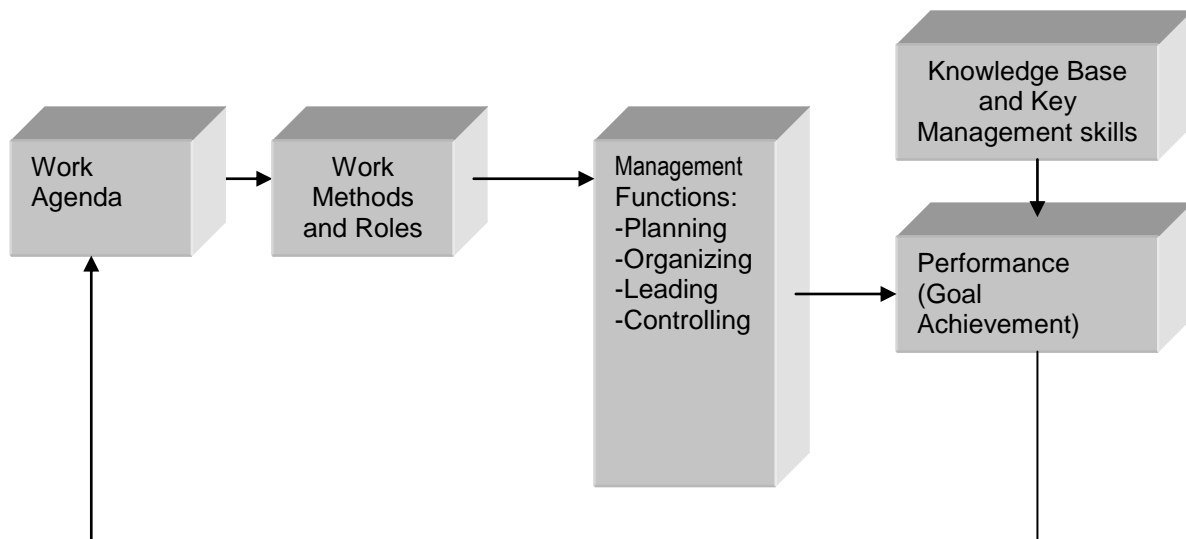 Work
Agenda
Work
Methods
and Roles
Management
Functions:
-Planning
-Organizing
-Leading
-Controlling
Knowledge Base
and Key
Management skills
Performance
(Goal
Achievement)